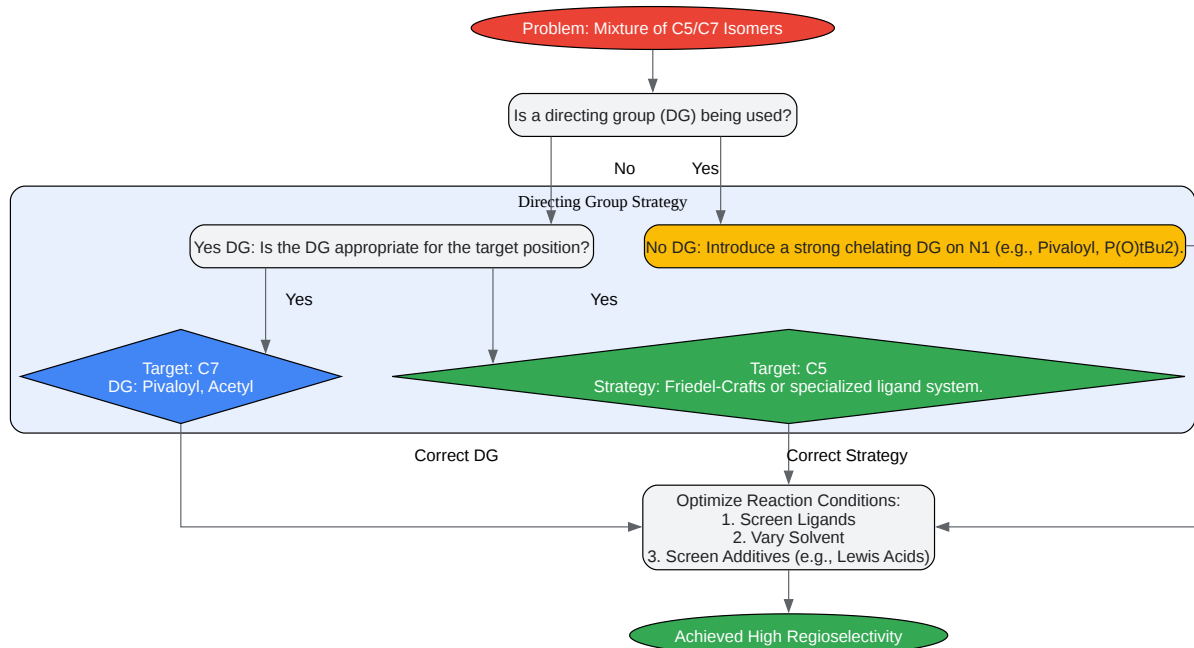 Problem: Mixture of C5/C7 Isomers
Is a directing group (DG) being used?
No
Yes
Directing Group Strategy
Yes DG: Is the DG appropriate for the target position?
No DG: Introduce a strong chelating DG on N1 (e.g., Pivaloyl, P(O)tBu2).
Yes
Yes
Target: C7
DG: Pivaloyl, Acetyl
Target: C5
Strategy: Friedel-Crafts or specialized ligand system.
Correct DG
Correct Strategy
Optimize Reaction Conditions:
1. Screen Ligands
2. Vary Solvent
3. Screen Additives (e.g., Lewis Acids)
Achieved High Regioselectivity